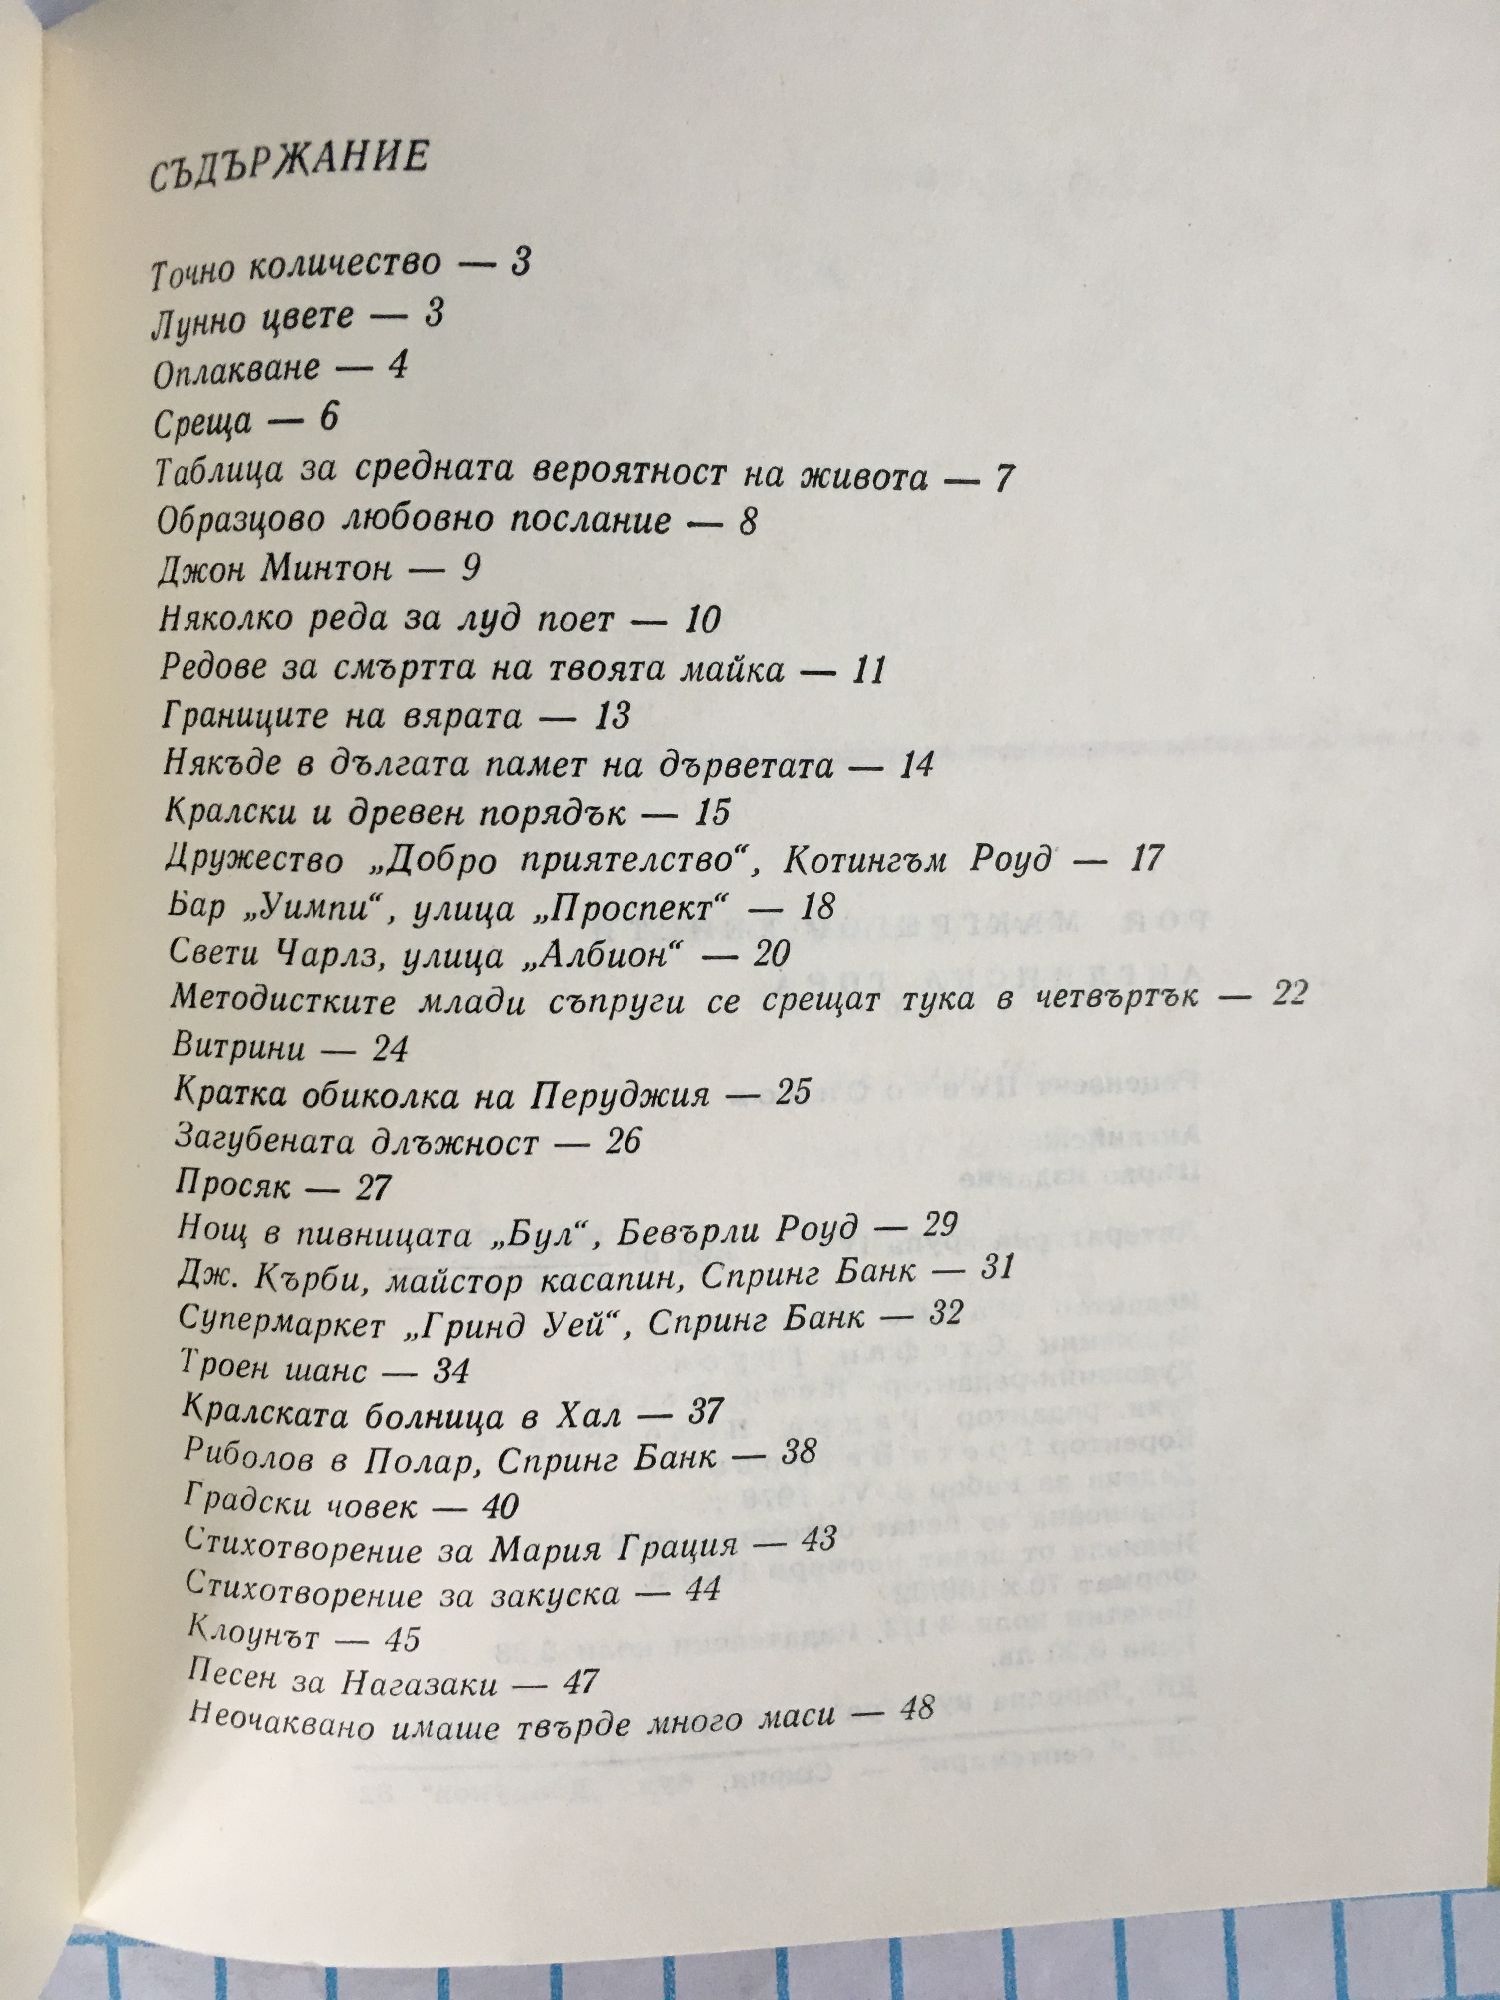 СЪДЪРЖАНИЕ
Точно количество — 3
Лунно цвете — 3
Оплакване — 4
Среща — 6
Таблица за средната вероятност на живота — 7
Образцово любовно послание — 8
Джон Минтон — 9
Няколко реда за луд поет — 10
Редове за смъртта на твоята майка — 11
Границите на вярата — 13
Някъде в дългата памет на дърветата — 14
Кралски и древен порядък — 15
Дружество „Добро приятелство“, Котингъм Роуд — 17
Бар „Уимпи“, улица „Проспект“ — 18
Свети Чарлз, улица „Албион“ — 20
Методистките млади съпруги се срещат тука в четвъртък — 22
Витрини — 24
Кратка обиколка на Перуджия — 25
Загубената длъжност — 26
Просяк — 27
Нощ в пивницата „Бул“, Бевърли Роуд — 29
Дж. Кърби, майстор касапин, Спринг Банк — 31
Супермаркет „Гринд Уей“, Спринг Банк — 32
Троен шанс — 34
Кралската болница в Хал — 37
Риболов в Полар, Спринг Банк — 38
Градски човек — 40
Стихотворение за Мария Грация — 43
Стихотворение за закуска — 44
Клоунът — 45
Песен за Нагазаки — 47
Неочаквано имаше твърде много маси — 48